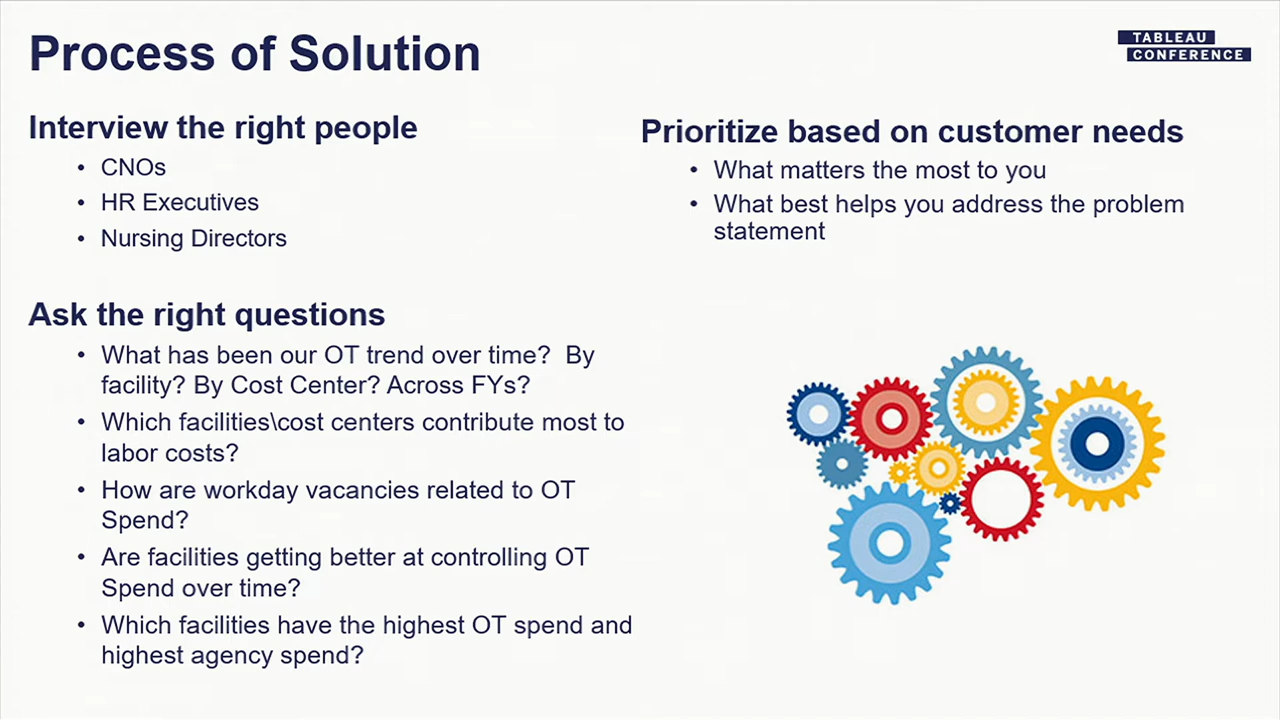 Process of Solution
TABLEAU
CONFERENCE
Interview the right people
• CNOs
• HR Executives
• Nursing Directors
Ask the right questions
• What has been our OT trend over time?  By
facility? By Cost Center? Across FYs?
• Which facilities\cost centers contribute most to
labor costs?
• How are workday vacancies related to OT
Spend?
• Are facilities getting better at controlling OT
Spend over time?
• Which facilities have the highest OT spend and
highest agency spend?
Prioritize based on customer needs
• What matters the most to you
• What best helps you address the problem
statement